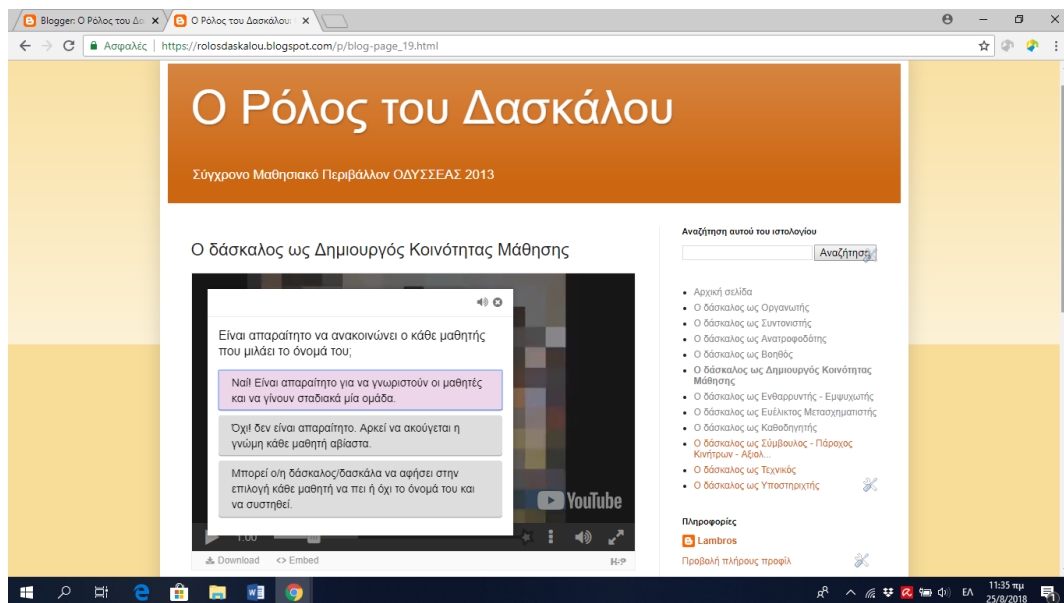 Blogger: Ο Ρόλος του Δα
Ο Ρόλος του Δασκάλου:
Ασφαλές | https://rolosdaskalou.blogspot.com/p/blog-page_19.html
Ο Ρόλος του Δασκάλου
Σύγχρονο Μαθησιακό Περιβάλλον ΟΔΥΣΣΕΑΣ 2013
Ο δάσκαλος ως Δημιουργός Κοινότητας Μάθησης
Είναι απαραίτητο να ανακοινώνει ο κάθε μαθητής
που μιλάει το όνομά του;
Ναί! Είναι απαραίτητο για να γνωριστούν οι μαθητές
και να γίνουν σταδιακά μία ομάδα.
Όχι! δεν είναι απαραίτητο. Αρκεί να ακούγεται η
γνώμη κάθε μαθητή αβίαστα.
Μπορεί ο/η δάσκαλος/δασκάλα να αφήσει στην
επιλογή κάθε μαθητή να πει ή όχι το όνομά του και
να συστηθεί.
YouTube
1:00
Download
<> Embed
H5P
Αναζήτηση αυτού του ιστολογίου
Αναζήτηση
Αρχική σελίδα
Ο δάσκαλος ως Οργανωτής
Ο δάσκαλος ως Συντονιστής
Ο δάσκαλος ως Ανατροφοδότης
Ο δάσκαλος ως Βοηθός
Ο δάσκαλος ως Δημιουργός Κοινότητας
Μάθησης
Ο δάσκαλος ως Ενθαρρυντής - Εμψυχωτής
Ο δάσκαλος ως Ευέλικτος Μετασχηματιστής
Ο δάσκαλος ως Καθοδηγητής
Ο δάσκαλος ως Σύμβουλος - Πάροχος
Κινήτρων - Αξιολ...
Ο δάσκαλος ως Τεχνικός
Ο δάσκαλος ως Υποστηριχτής
Πληροφορίες
Lambros
Προβολή πλήρους προφίλ
ΕΛ
11:35 πμ
25/8/2018